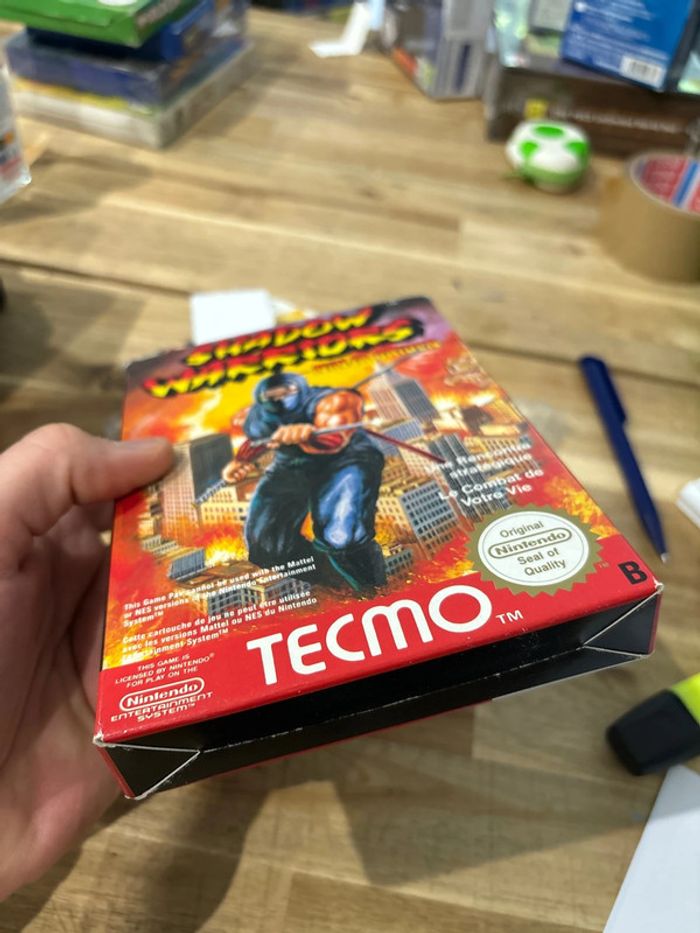 SHADOW
WARRIORS
Une Rencontre
stratégique
Le Combat de
Votre Vie
Original
Nintendo
Seal of
Quality
TM
B
This Game Pak cannot be used with the Mattel
or NES versions of the Nintendo Entertainment
System™
Cette cartouche de jeu ne peut être utilisée
avec les versions Mattel ou NES du Nintendo
Entertainment System™
TECMO™
THIS GAME IS
LICENSED BY NINTENDO®
FOR PLAY ON THE
Nintendo®
ENTERTAINMENT
SYSTEM™